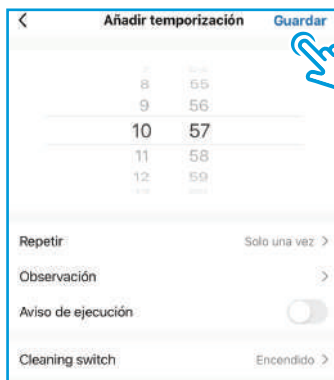 Añadir temporización Guardar
8 55
9 56
10 57
11 58
12 59
Repetir Solo una vez
Observación
Aviso de ejecución
Cleaning switch Encendido